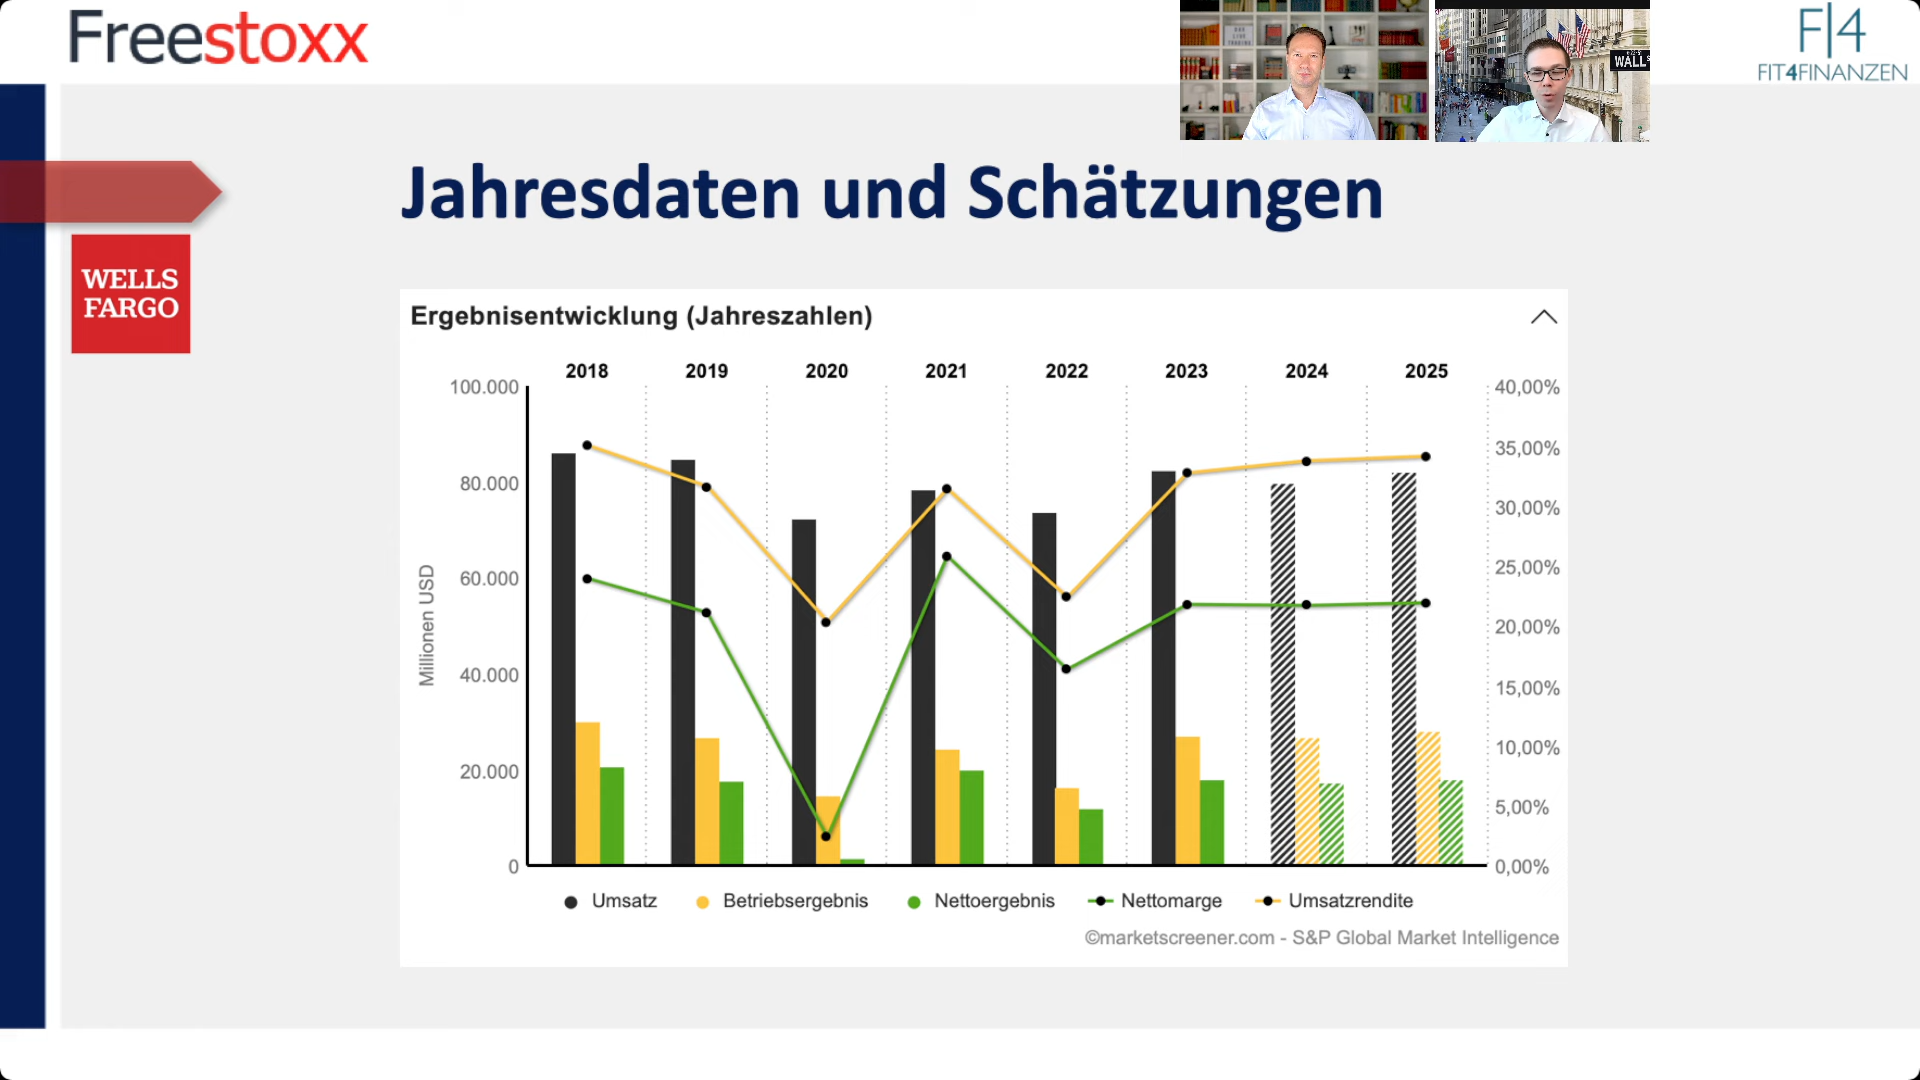 Freestoxx
WALL
F|4
FIT4FINANZEN
Jahresdaten und Schätzungen
WELLS
FARGO
Ergebnisentwicklung (Jahreszahlen)
2018 2019 2020 2021 2022 2023 2024 2025
100.000 40,00%
35,00%
80.000
30,00%
60.000 25,00%
20,00%
Millionen USD
40.000
15,00%
10,00%
20.000
5,00%
0 0,00%
Umsatz Betriebsergebnis Nettoergebnis Nettomarge Umsatzrendite
©marketscreener.com - S&P Global Market Intelligence